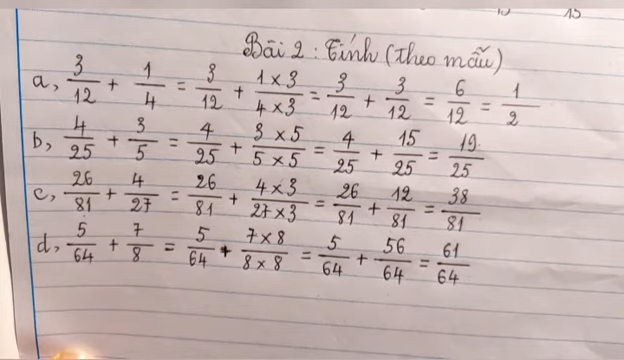 15 15
Bài 2 : Tính (theo mẫu)
a, 3/12 + 1/4 = 3/12 + 1 × 3/4 × 3 = 3/12 + 3/12 = 6/12 = 1/2
b, 4/25 + 3/5 = 4/25 + 3 × 5/5 × 5 = 4/25 + 15/25 = 19/25
c, 26/81 + 4/27 = 26/81 + 4 × 3/27 × 3 = 26/81 + 12/81 = 38/81
d, 5/64 + 7/8 = 5/64 + 7 × 8/8 × 8 = 5/64 + 56/64 = 61/64